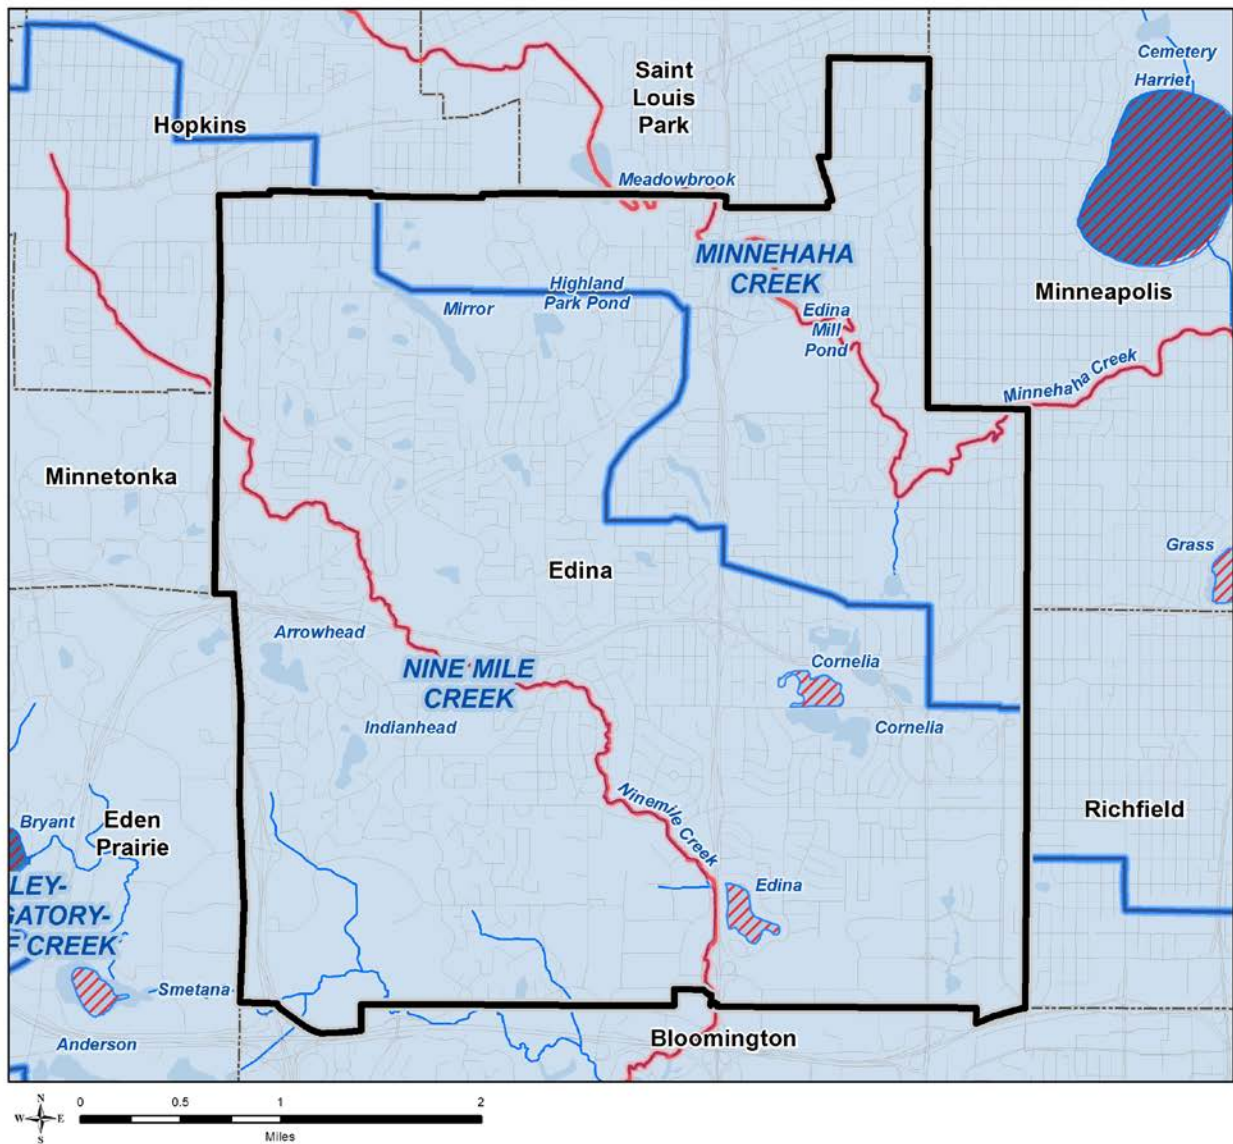 Cemetery
Harriet
Saint
Louis
Park
Hopkins
Meadowbrook
MINNEHAHA
CREEK
Minneapolis
Highland
Park Pond
Mirror
Edina
Mill
Pond
Minnehaha Creek
Minnetonka
Grass
Edina
Arrowhead
NINE MILE
CREEK
Cornelia
Indianhead
Cornelia
Ninemile Creek
Richfield
Bryant
Eden
Prairie
LEY-
GATORY-
F CREEK
Edina
Smetana
Anderson
Bloomington
N
W E
S
0 0.5 1 2
Miles